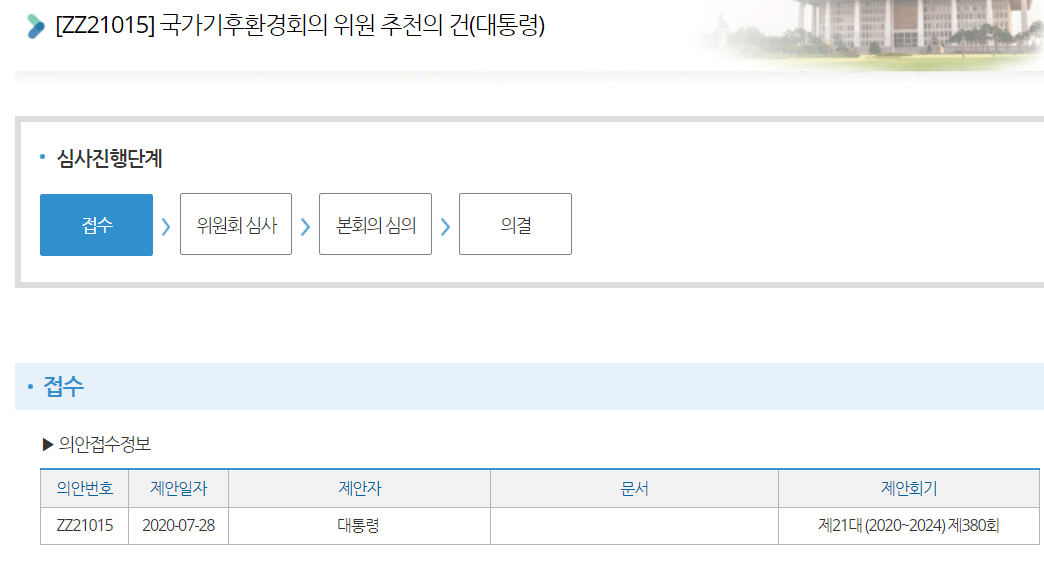 [ZZ21015] 국가기후환경회의 위원 추천의 건(대통령)
심사진행단계
접수 위원회 심사 본회의 심의 의결
접수
▶ 의안접수정보
의안번호 제안일자 제안자 문서 제안회기
ZZ21015 2020-07-28 대통령 제21대 (2020~2024) 제380회